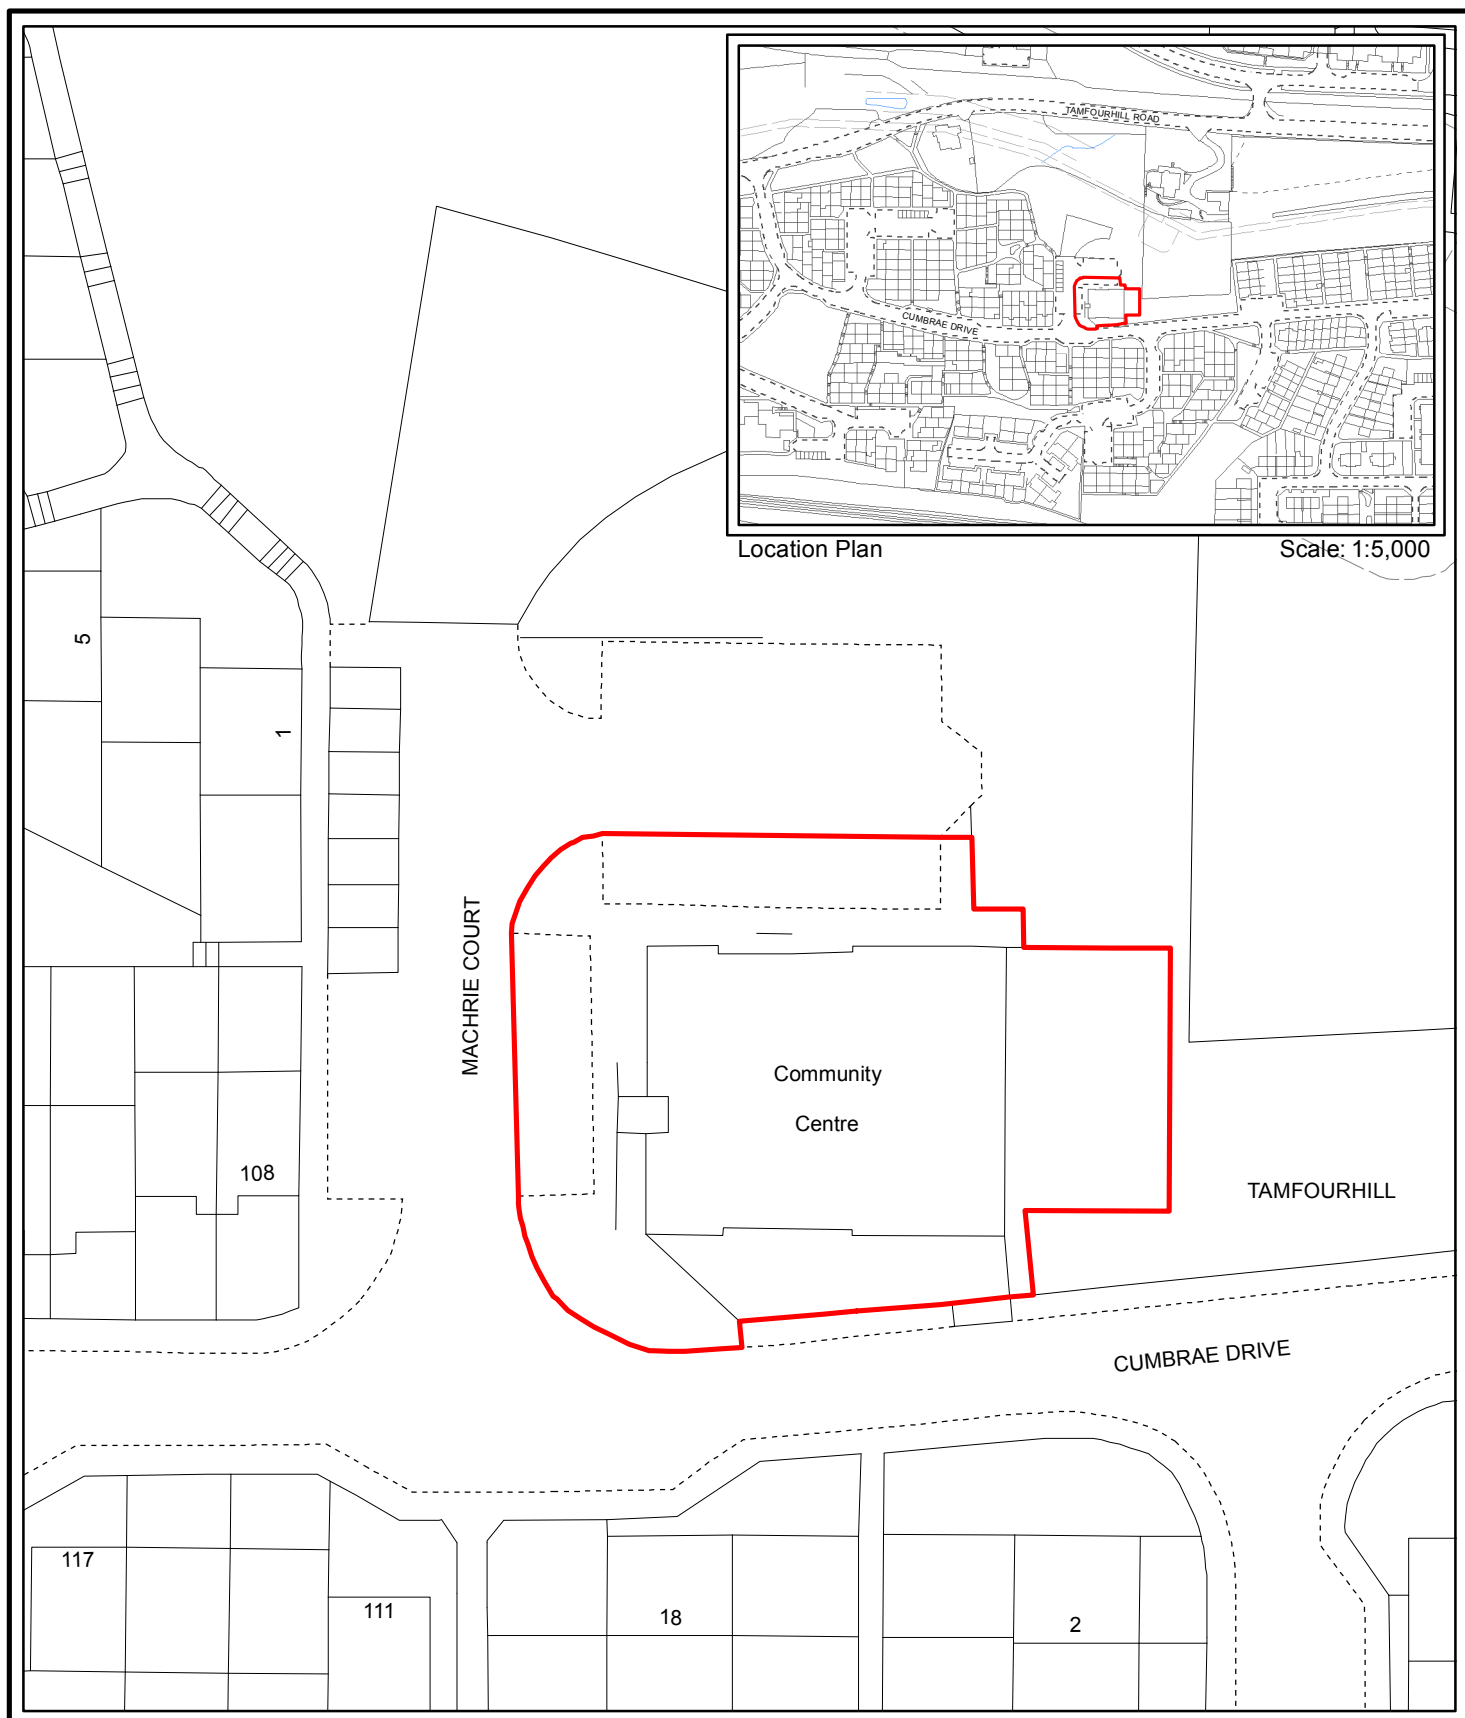 TAMFOURHILL ROAD
CUMBRAE DRIVE
Location Plan
Scale: 1:5,000
5
1
MACHRIE COURT
Community
Centre
108
TAMFOURHILL
CUMBRAE DRIVE
117
111
18
2